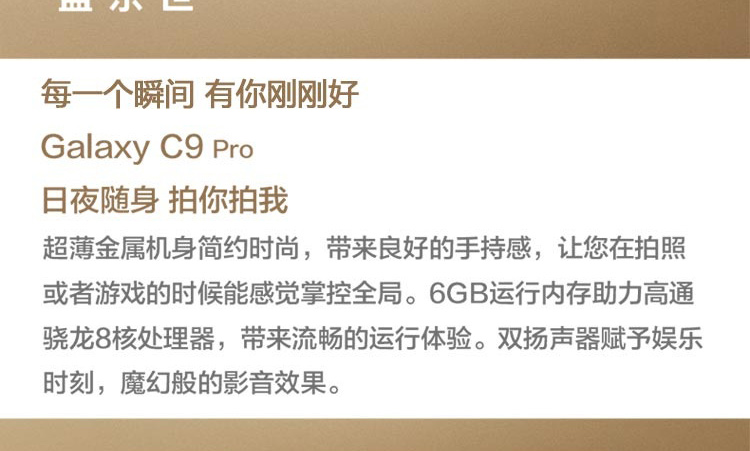 每一个瞬间 有你刚刚好
Galaxy C9 Pro
日夜随身 拍你拍我
超薄金属机身简约时尚，带来良好的手持感，让您在拍照
或者游戏的时候能感觉掌控全局。6GB运行内存助力高通
骁龙8核处理器，带来流畅的运行体验。双扬声器赋予娱乐
时刻，魔幻般的影音效果。